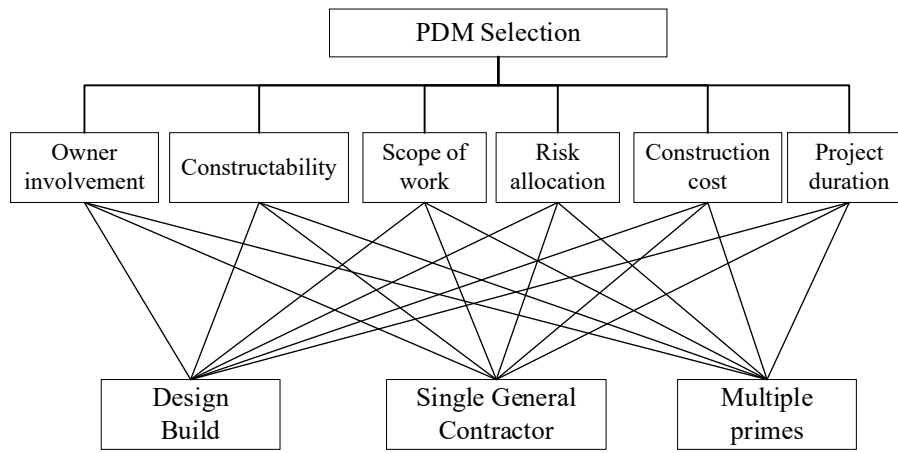 PDM Selection
Owner
involvement
Constructability
Scope of
work
Risk
allocation
Construction
cost
Project
duration
Design
Build
Single General
Contractor
Multiple
primes